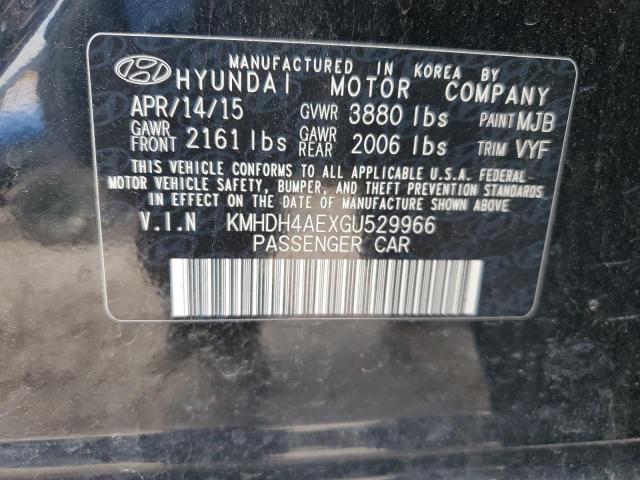 MANUFACTURED IN KOREA BY
HYUNDAI MOTOR COMPANY
APR/14/15 GVWR 3880 lbs PAINT MJB
GAWR FRONT 2161 lbs GAWR REAR 2006 lbs TRIM VYF
THIS VEHICLE CONFORMS TO ALL APPLICABLE U.S.A. FEDERAL
MOTOR VEHICLE SAFETY, BUMPER, AND THEFT PREVENTION STANDARDS
IN EFFECT ON THE DATE OF MANUFACTURE SHOWN ABOVE.
V.I.N KMHDH4AEXGU529966
PASSENGER CAR